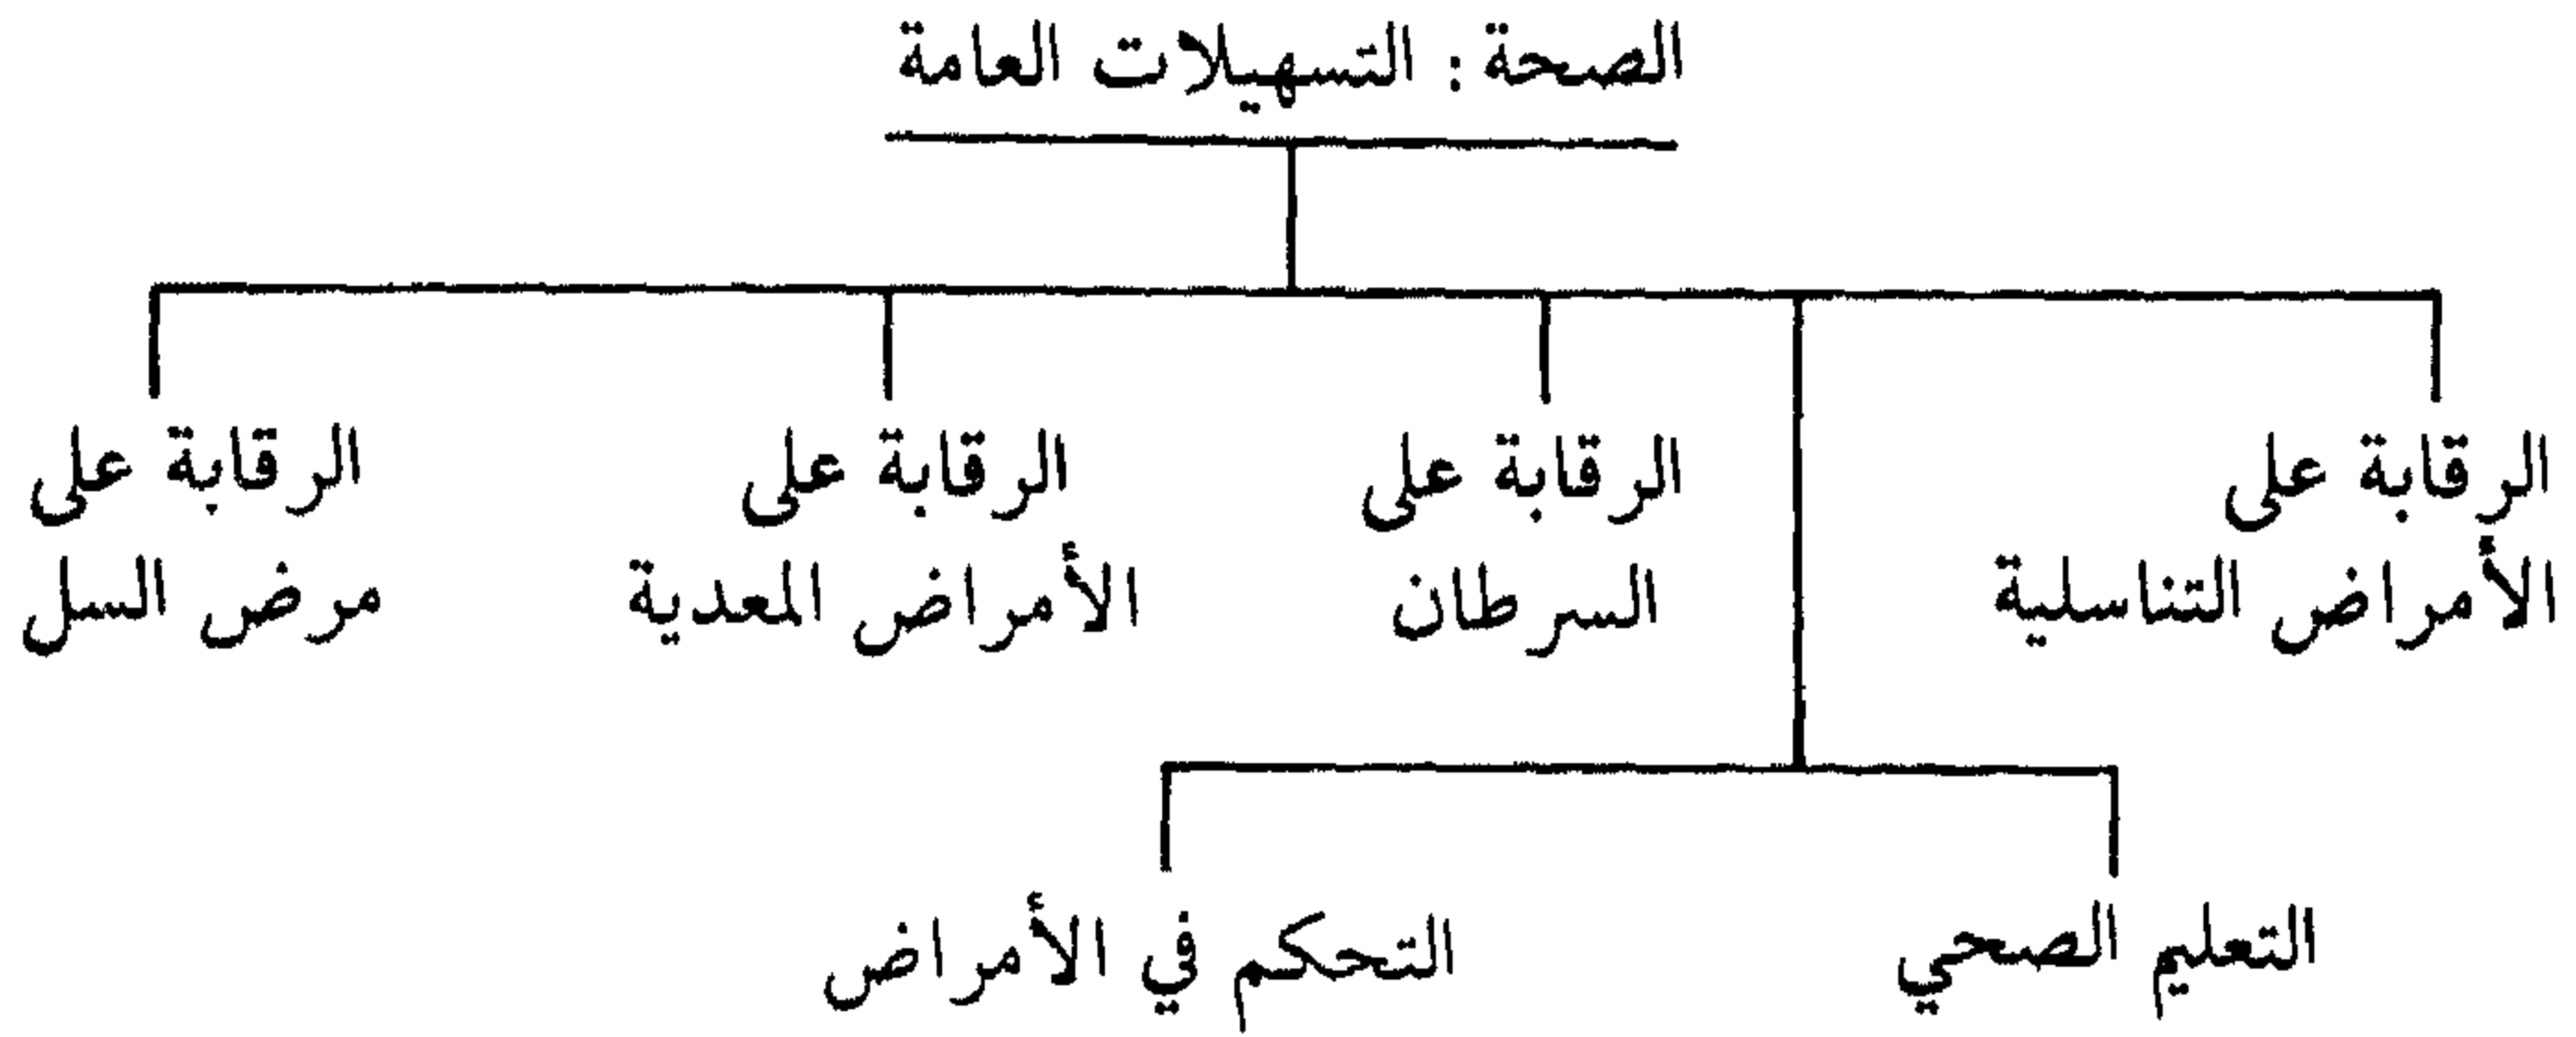 الصحة : التسهيلات العامة
الرقابة على
الأمراض التناسلية
الرقابة على
السرطان
الرقابة على
الأمراض المعدية
الرقابة على
مرض السل
التعليم الصحي
التحكم في الأمراض